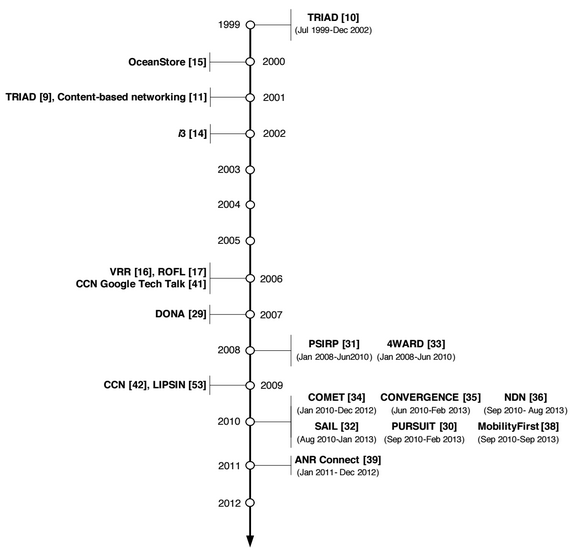 1999
TRIAD [10]
(Jul 1999-Dec 2002)
OceanStore [15]
2000
TRIAD [9], Content-based networking [11]
2001
i3 [14]
2002
2003
2004
2005
VRR [16], ROFL [17]
CCN Google Tech Talk [41]
2006
DONA [29]
2007
2008
PSIRP [31] 4WARD [33]
(Jan 2008-Jun2010) (Jan 2008-Jun 2010)
CCN [42], LIPSIN [53]
2009
2010
COMET [34] CONVERGENCE [35] NDN [36]
(Jan 2010-Dec 2012) (Jun 2010-Feb 2013) (Sep 2010- Aug 2013)
SAIL [32] PURSUIT [30] MobilityFirst [38]
(Aug 2010-Jan 2013) (Sep 2010-Feb 2013) (Sep 2010-Sep 2013)
2011
ANR Connect [39]
(Jan 2011- Dec 2012)
2012